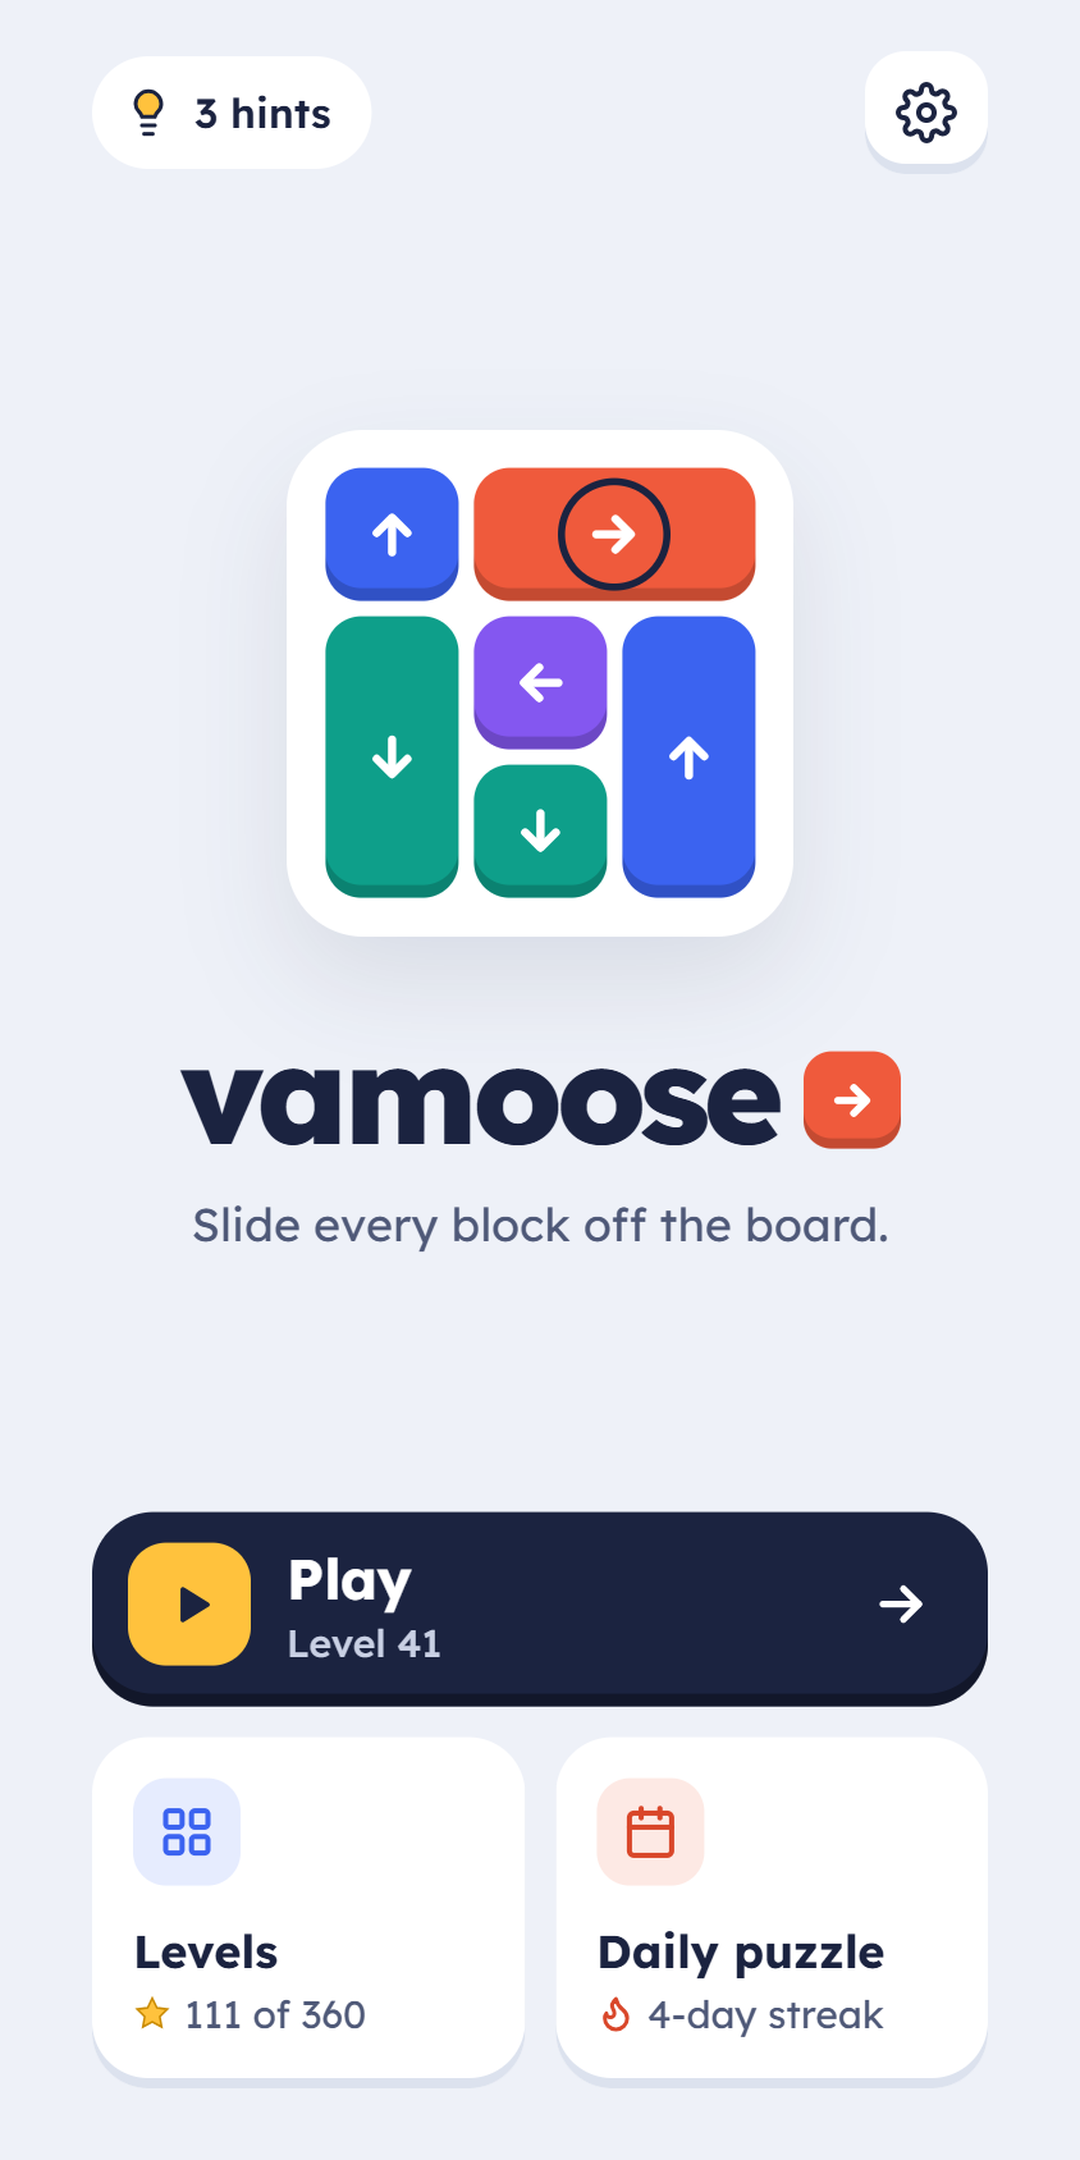 3 hints
vamoose
Slide every block off the board.
Play
Level 41
Levels
111 of 360
Daily puzzle
4-day streak